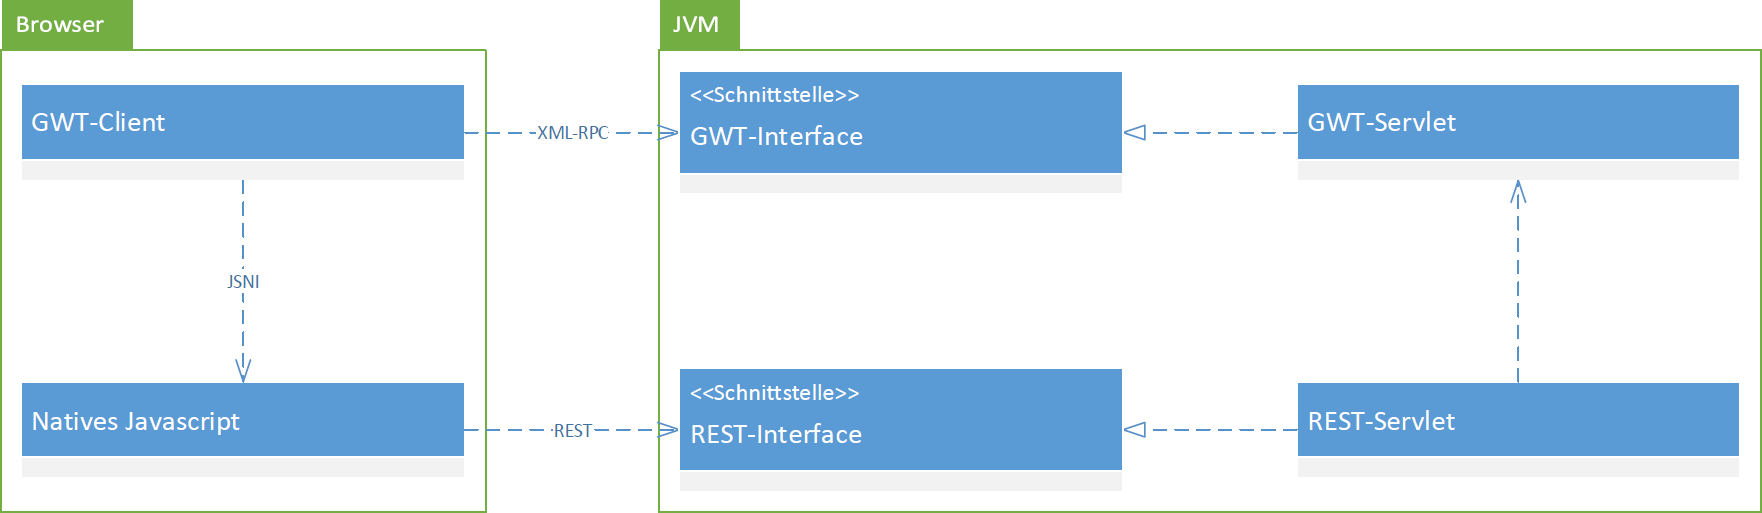 Browser
JVM
GWT-Client
XML-RPC
<<Schnittstelle>>
GWT-Interface
GWT-Servlet
JSNI
Natives Javascript
REST
<<Schnittstelle>>
REST-Interface
REST-Servlet